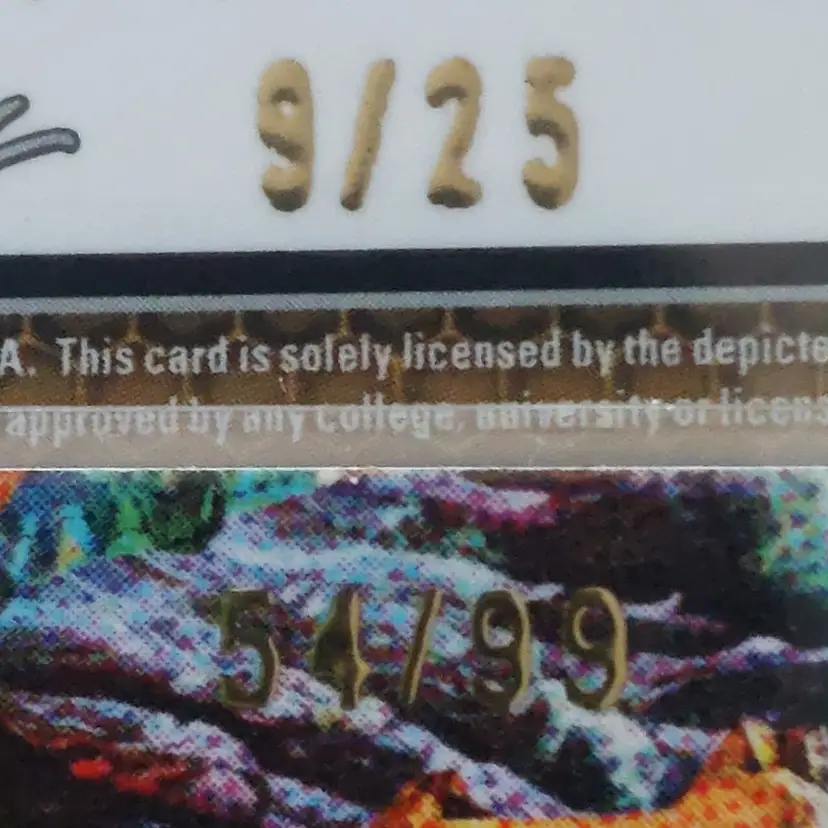 9/25
A. This card is solely licensed by the depicte
approved by any college, university or licens
54/99